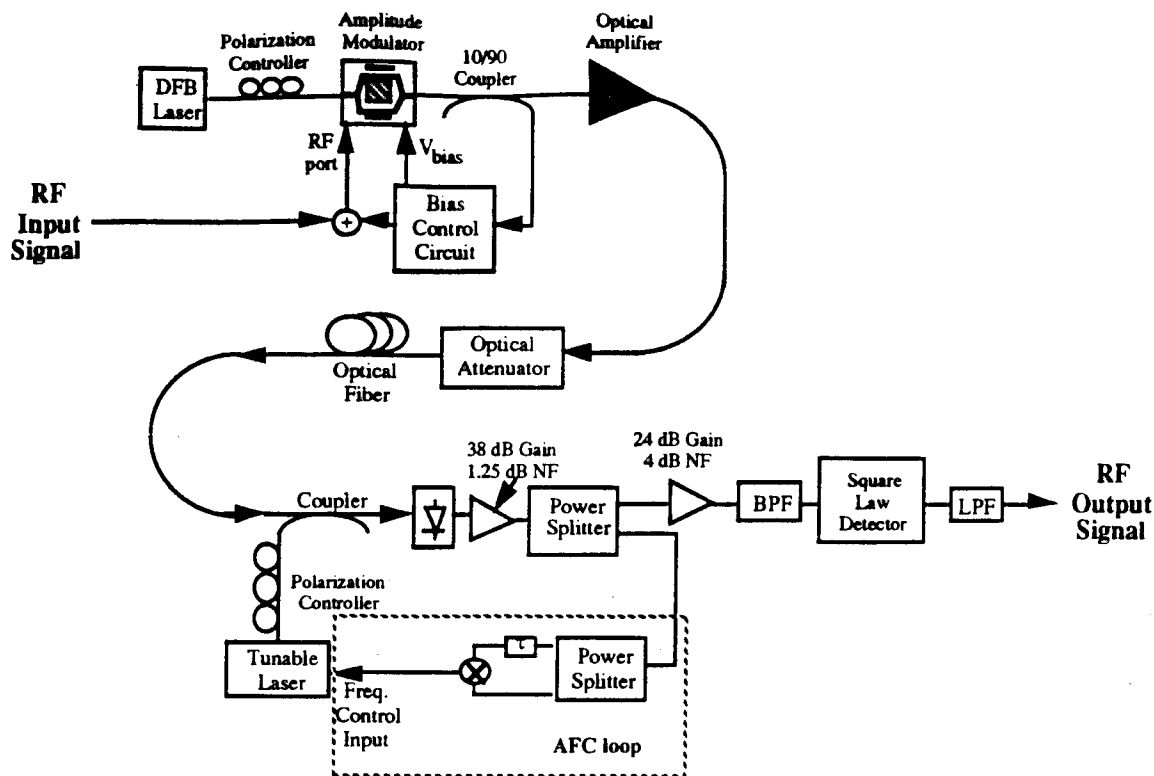 Amplitude
Modulator
Optical
Amplifier
Polarization
Controller
10/90
Coupler
DFB
Laser
RF
port
V bias
RF
Input
Signal
+
Bias
Control
Circuit
Optical
Attenuator
Optical
Fiber
38 dB Gain
1.25 dB NF
24 dB Gain
4 dB NF
Coupler
Power
Splitter
BPF
Square
Law
Detector
LPF
RF
Output
Signal
Polarization
Controller
Tunable
Laser
τ
Power
Splitter
Freq.
Control
Input
AFC loop